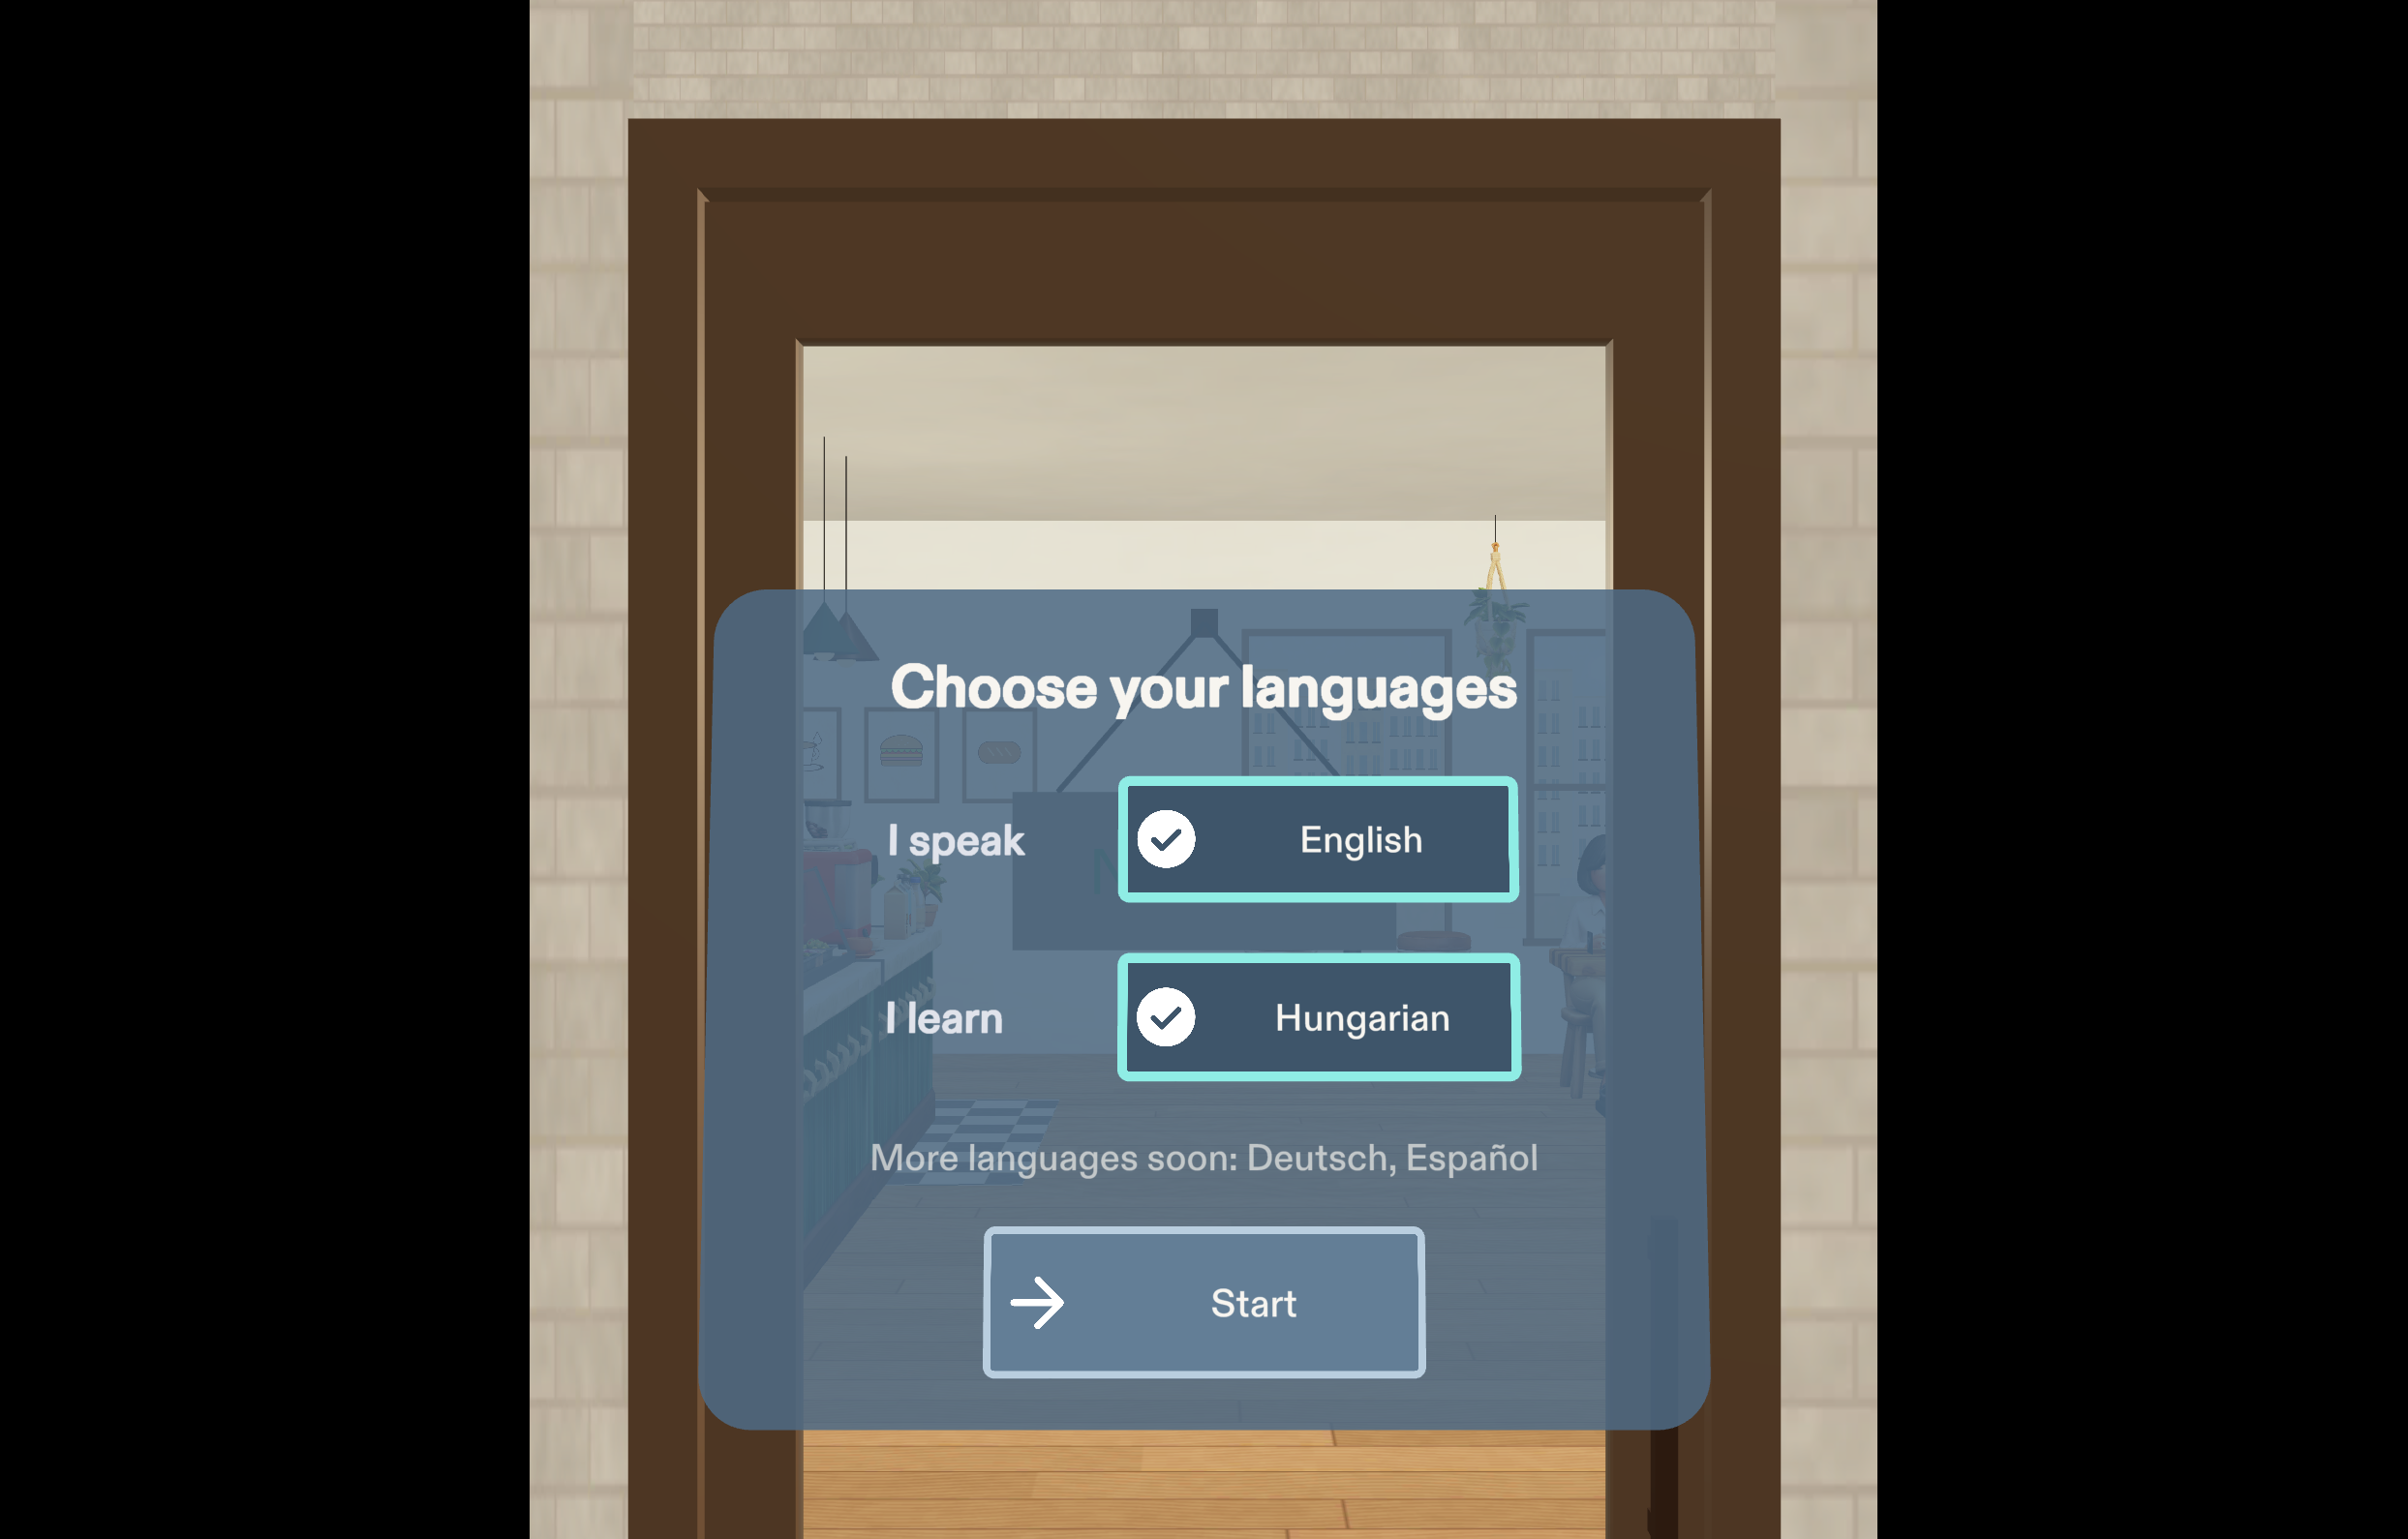 Choose your languages
I speak
English
I learn
Hungarian
More languages soon: Deutsch, Español
Start